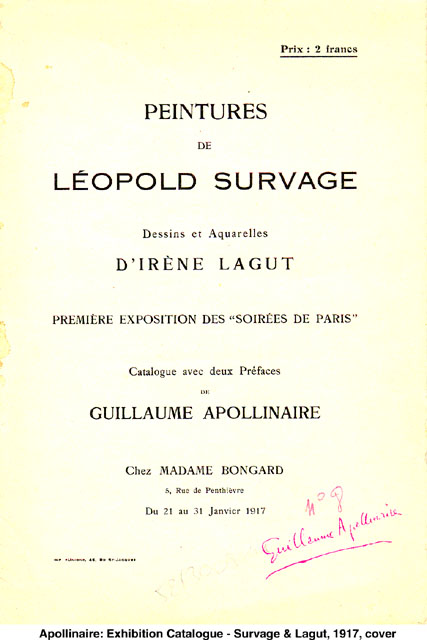 Prix : 2 francs
PEINTURES
DE
LÉOPOLD SURVAGE
Dessins et Aquarelles
D'IRÈNE LAGUT
PREMIÈRE EXPOSITION DES "SOIRÉES DE PARIS"
Catalogue avec deux Préfaces
DE
GUILLAUME APOLLINAIRE
Chez MADAME BONGARD
5, Rue de Penthièvre
Du 21 au 31 Janvier 1917
N° 8
Guillaume Apollinaire
Apollinaire: Exhibition Catalogue - Survage & Lagut, 1917, cover